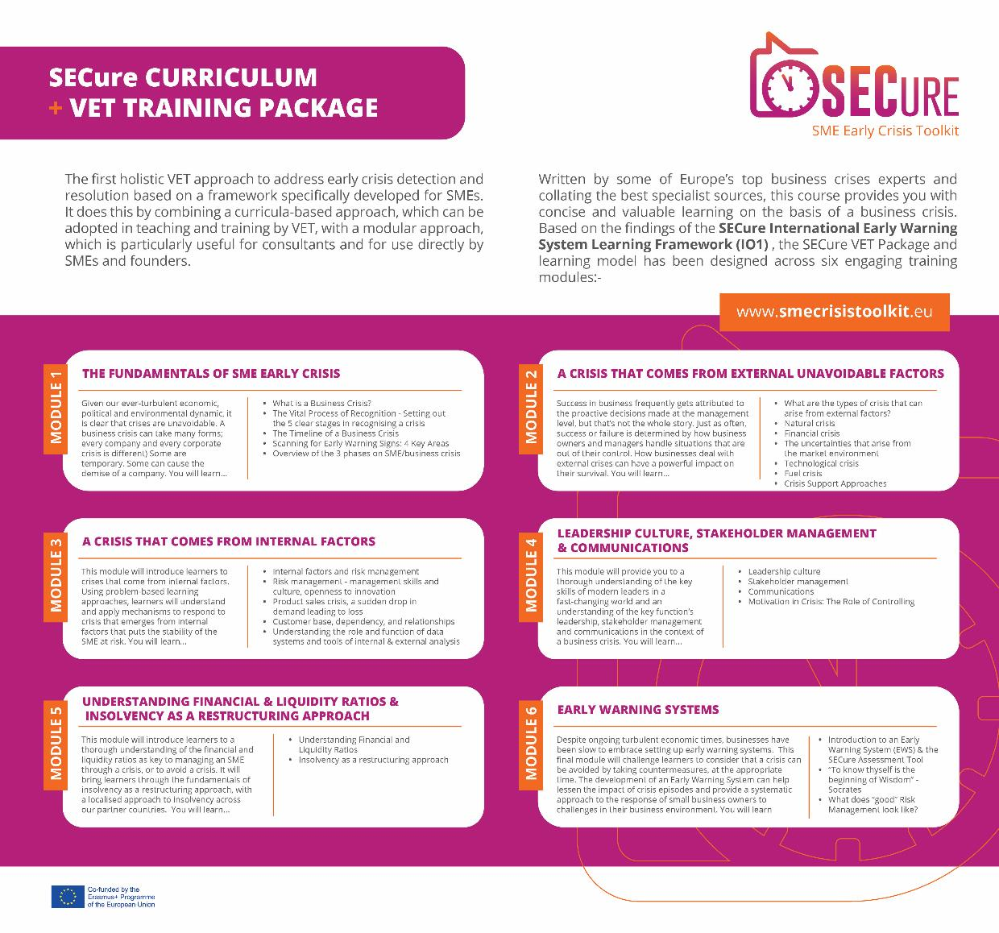 SECure CURRICULUM
+ VET TRAINING PACKAGE
SECURE
SME Early Crisis Toolkit
The first holistic VET approach to address early crisis detection and
resolution based on a framework specifically developed for SMEs.
It does this by combining a curricula-based approach, which can be
adopted in teaching and training by VET, with a modular approach,
which is particularly useful for consultants and for use directly by
SMEs and founders.
Written by some of Europe's top business crises experts and
collating the best specialist sources, this course provides you with
concise and valuable learning on the basis of a business crisis.
Based on the findings of the SECure International Early Warning
System Learning Framework (IO1) , the SECure VET Package and
learning model has been designed across six engaging training
modules:-
www.smecrisistoolkit.eu
MODULE 1
THE FUNDAMENTALS OF SME EARLY CRISIS
Given our ever-turbulent economic,
political and environmental dynamic, it
is clear that crises are unavoidable. A
business crisis can take many forms;
every company and every corporate
crisis is different) Some are
temporary. Some can cause the
demise of a company. You will learn...
• What is a Business Crisis?
• The Vital Process of Recognition - Setting out
the 5 clear stages in recognising a crisis
• The Timeline of a Business Crisis
• Scanning for Early Warning Signs: 4 Key Areas
• Overview of the 3 phases on SME/business crisis
MODULE 2
A CRISIS THAT COMES FROM EXTERNAL UNAVOIDABLE FACTORS
Success in business frequently gets attributed to
the proactive decisions made at the management
level, but that's not the whole story. Just as often,
success or failure is determined by how business
owners and managers handle situations that are
out of their control. How businesses deal with
external crises can have a powerful impact on
their survival. You will learn...
• What are the types of crisis that can
arise from external factors?
• Natural crisis
• Financial crisis
• The uncertainties that arise from
the market environment
• Technological crisis
• Fuel crisis
• Crisis Support Approaches
MODULE 3
A CRISIS THAT COMES FROM INTERNAL FACTORS
This module will introduce learners to
crises that come from internal factors.
Using problem-based learning
approaches, learners will understand
and apply mechanisms to respond to
crisis that emerges from internal
factors that puts the stability of the
SME at risk. You will learn...
• Internal factors and risk management
• Risk management - management skills and
culture, openness to innovation
• Product sales crisis, a sudden drop in
demand leading to loss
• Customer base, dependency, and relationships
• Understanding the role and function of data
systems and tools of internal & external analysis
MODULE 4
LEADERSHIP CULTURE, STAKEHOLDER MANAGEMENT
& COMMUNICATIONS
This module will provide you to a
thorough understanding of the key
skills of modern leaders in a
fast-changing world and an
understanding of the key function's
leadership, stakeholder management
and communications in the context of
a business crisis. You will learn...
• Leadership culture
• Stakeholder management
• Communications
• Motivation in Crisis: The Role of Controlling
MODULE 5
UNDERSTANDING FINANCIAL & LIQUIDITY RATIOS &
INSOLVENCY AS A RESTRUCTURING APPROACH
This module will introduce learners to a
thorough understanding of the financial and
liquidity ratios as key to managing an SME
through a crisis, or to avoid a crisis. It will
bring learners through the fundamentals of
insolvency as a restructuring approach, with
a localised approach to insolvency across
our partner countries. You will learn...
• Understanding Financial and
Liquidity Ratios
• Insolvency as a restructuring approach
MODULE 6
EARLY WARNING SYSTEMS
Despite ongoing turbulent economic times, businesses have
been slow to embrace setting up early warning systems. This
final module will challenge learners to consider that a crisis can
be avoided by taking countermeasures, at the appropriate
time. The development of an Early Warning System can help
lessen the impact of crisis episodes and provide a systematic
approach to the response of small business owners to
challenges in their business environment. You will learn
• Introduction to an Early
Warning System (EWS) & the
SECure Assessment Tool
• "To know thyself is the
beginning of Wisdom" -
Socrates
• What does "good" Risk
Management look like?
Co-funded by the
Erasmus+ Programme
of the European Union